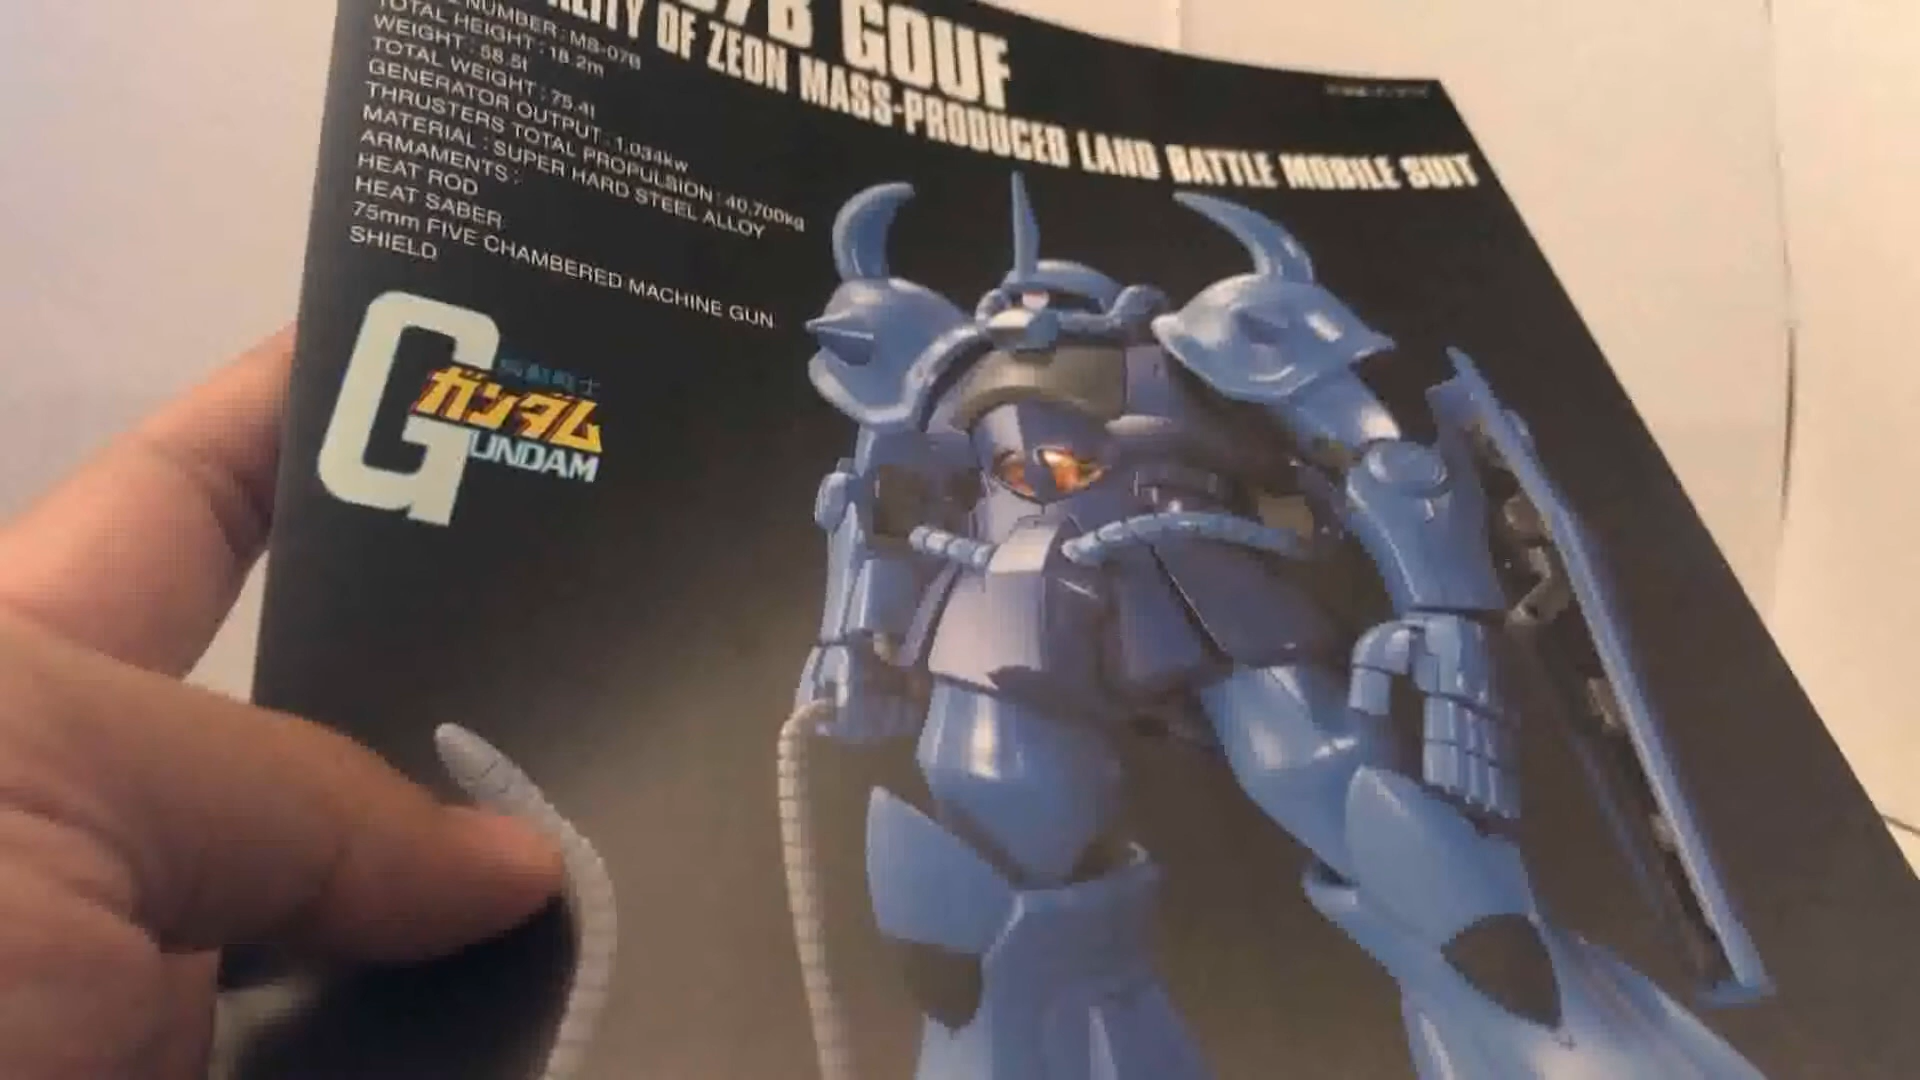 07B GOUF
OF ZEON MASS-PRODUCED LAND BATTLE MOBILE SUIT
NUMBER : MS-07B
TOTAL HEIGHT : 18.2m
WEIGHT : 58.5t
TOTAL WEIGHT : 75.4t
GENERATOR OUTPUT : 1,034kw
THRUSTERS TOTAL PROPULSION : 40,700kg
MATERIAL : SUPER HARD STEEL ALLOY
ARMAMENTS :
HEAT ROD
HEAT SABER
75mm FIVE CHAMBERED MACHINE GUN
SHIELD
機動戦士
ガンダム
GUNDAM